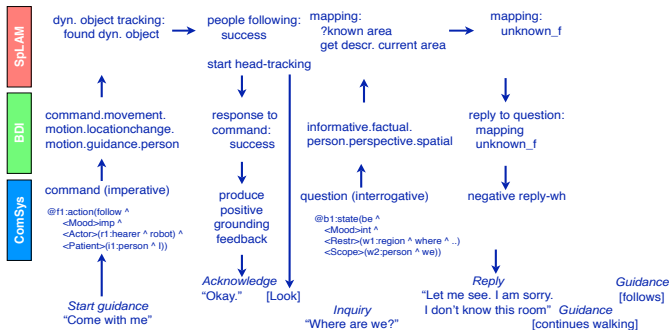 SpLAM
dyn. object tracking:
found dyn. object
people following:
success
start head-tracking
mapping:
?known area
get descr. current area
mapping:
unknown_f
BDI
command.movement.
motion.locationchange.
motion.guidance.person
response to
command:
success
informative.factual.
person.perspective.spatial
reply to question:
mapping
unknown_f
ComSys
command (imperative)
@f1:action(follow ^
<Mood>imp ^
<Actor>(r1:hearer ^ robot) ^
<Patient>(i1:person ^ I))
produce
positive
grounding
feedback
question (interrogative)
@b1:state(be ^
<Mood>int ^
<Restr>(w1:region ^ where ^ ..)
<Scope>(w2:person ^ we))
negative reply-wh
Start guidance
"Come with me"
Acknowledge
"Okay."
[Look]
Inquiry
"Where are we?"
Reply
"Let me see. I am sorry.
I don't know this room"
Guidance
[continues walking]
Guidance
[follows]